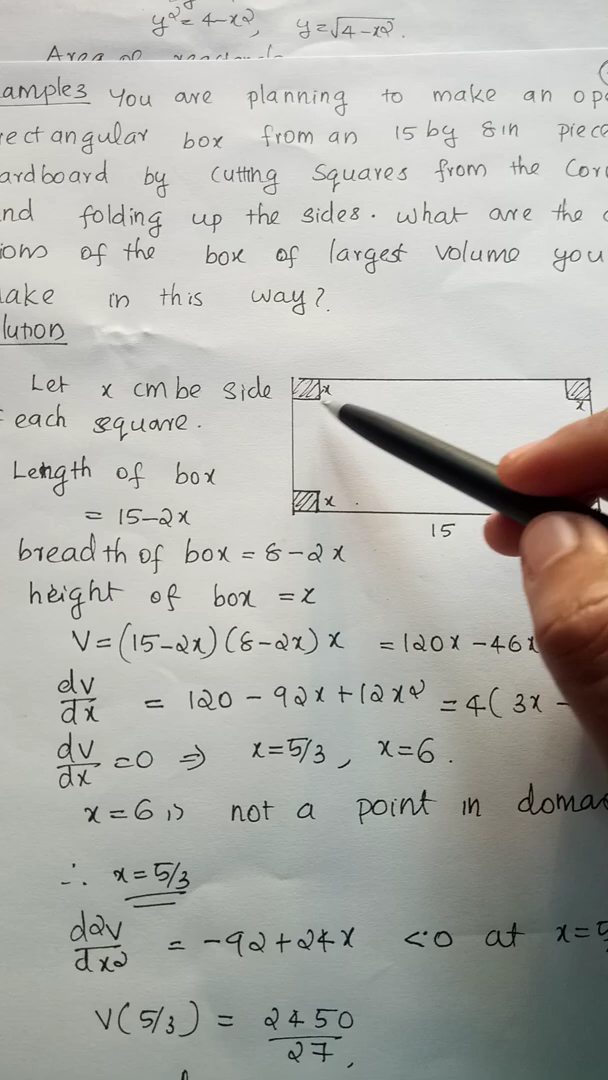 y² = 4-x², y=√4-x².
Area of
amples You are planning to make an op
rectangular box from an 15 by 8in piece
ardboard by cutting squares from the Cor
nd folding up the sides. what are the d
ions of the box of largest volume you
ake in this way?
lution
Let x cm be side x
each square. x
Length of box
= 15-2x x 15
breadth of box = 8-2x
height of box = x
V=(15-2x)(8-2x)x = 120x-46x
dv/dx = 120-92x+12x² = 4(3x -
dv/dx =0 ⇒ x=5/3, x=6.
x=6 is not a point in doma
∴ x=5/3
d2v/dx2 = -92+24x <0 at x=5
V(5/3) = 2450/27,